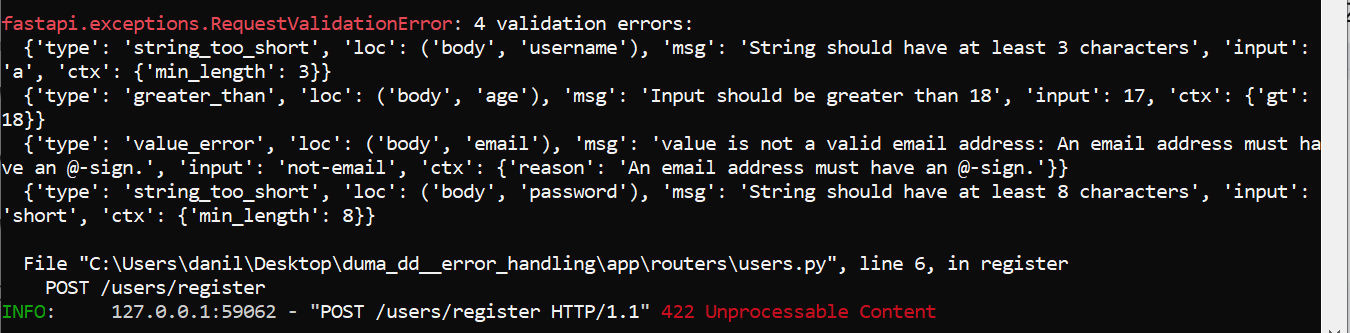 fastapi.exceptions.RequestValidationError: 4 validation errors:
  {'type': 'string_too_short', 'loc': ('body', 'username'), 'msg': 'String should have at least 3 characters', 'input':
'a', 'ctx': {'min_length': 3}}
  {'type': 'greater_than', 'loc': ('body', 'age'), 'msg': 'Input should be greater than 18', 'input': 17, 'ctx': {'gt':
18}}
  {'type': 'value_error', 'loc': ('body', 'email'), 'msg': 'value is not a valid email address: An email address must ha
ve an @-sign.', 'input': 'not-email', 'ctx': {'reason': 'An email address must have an @-sign.'}}
  {'type': 'string_too_short', 'loc': ('body', 'password'), 'msg': 'String should have at least 8 characters', 'input':
'short', 'ctx': {'min_length': 8}}

  File "C:\Users\danil\Desktop\duma_dd__error_handling\app\routers\users.py", line 6, in register
    POST /users/register
INFO:     127.0.0.1:59062 - "POST /users/register HTTP/1.1" 422 Unprocessable Content